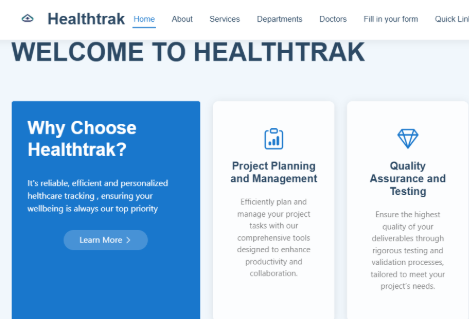 Healthtrak Home About Services Departments Doctors Fill in your form Quick
WELCOME TO HEALTHTRAK
Why Choose
Healthtrak?
It's reliable, efficient and personalized
helthcare tracking , ensuring your
wellbeing is always our top priority
Learn More
Project Planning
and Management
Efficiently plan and
manage your project
tasks with our
comprehensive tools
designed to enhance
productivity and
collaboration.
Quality
Assurance and
Testing
Ensure the highest
quality of your
deliverables through
rigorous testing and
validation processes,
tailored to meet your
project's needs.